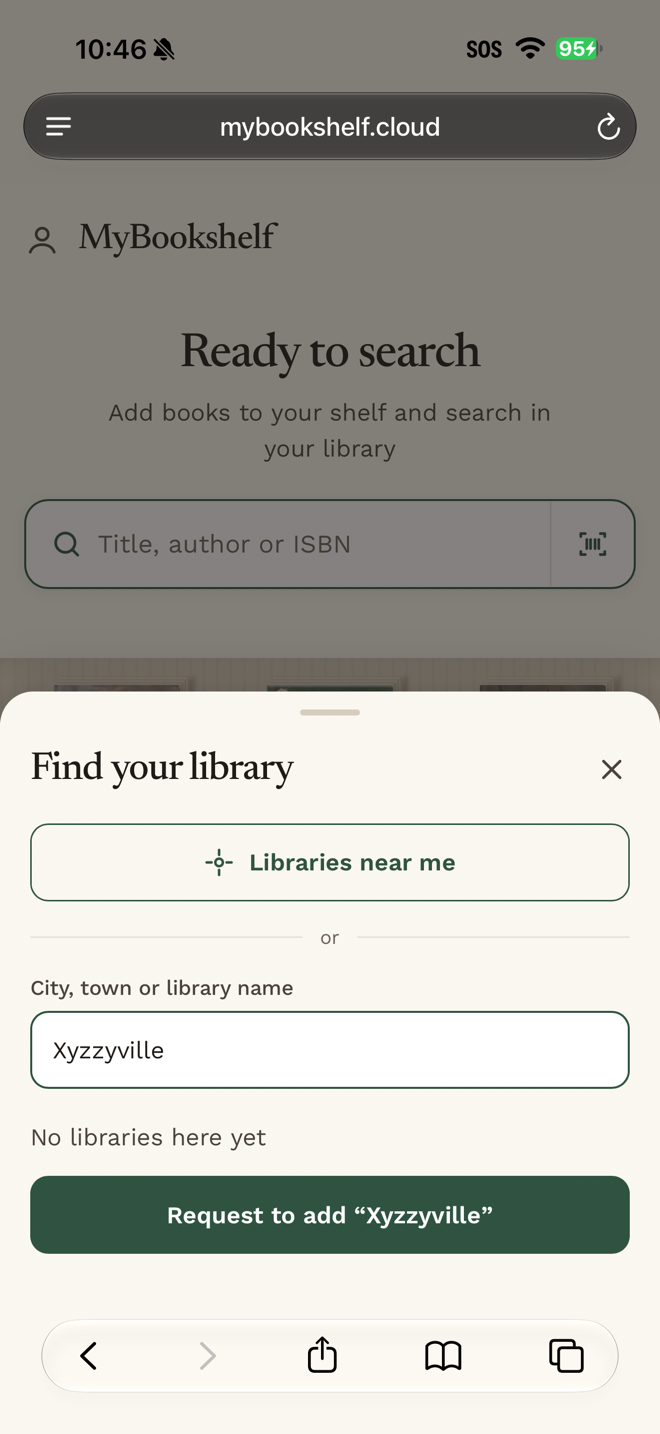 10:46
SOS
95
mybookshelf.cloud
MyBookshelf
Ready to search
Add books to your shelf and search in
your library
Title, author or ISBN
Find your library
Libraries near me
or
City, town or library name
Xyzzyville
No libraries here yet
Request to add “Xyzzyville”